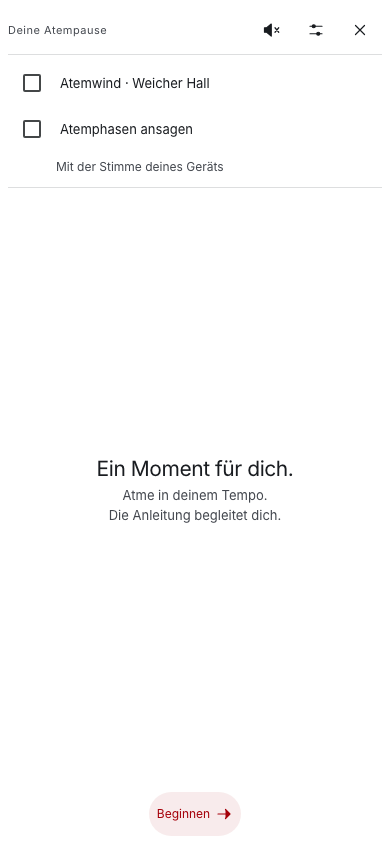 Deine Atempause
Atemwind · Weicher Hall
Atemphasen ansagen
Mit der Stimme deines Geräts
Ein Moment für dich.
Atme in deinem Tempo.
Die Anleitung begleitet dich.
Beginnen